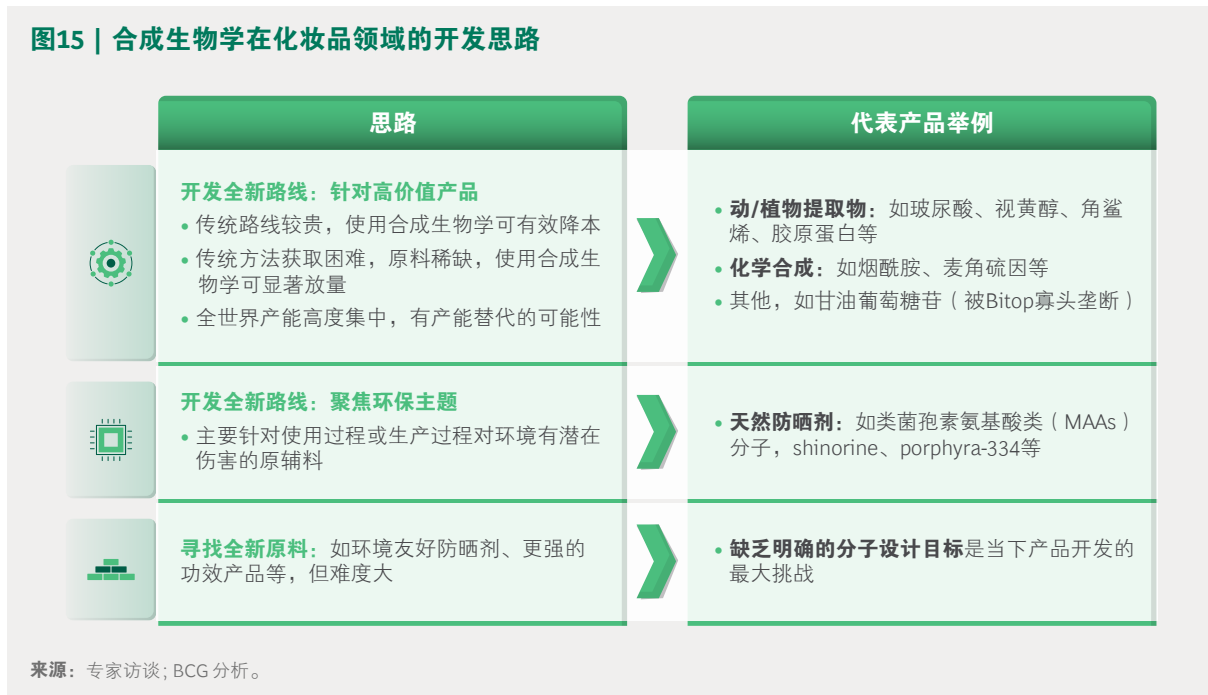 图15 | 合成生物学在化妆品领域的开发思路
思路
代表产品举例
开发全新路线：针对高价值产品
• 传统路线较贵，使用合成生物学可有效降本
• 传统方法获取困难，原料稀缺，使用合成生
物学可显著放量
• 全世界产能高度集中，有产能替代的可能性
• 动/植物提取物：如玻尿酸、视黄醇、角鲨
烯、胶原蛋白等
• 化学合成：如烟酰胺、麦角硫因等
• 其他，如甘油葡萄糖苷（被Bitop寡头垄断）
开发全新路线：聚焦环保主题
• 主要针对使用过程或生产过程对环境有潜在
伤害的原辅料
• 天然防晒剂：如类菌孢素氨基酸类（MAAs）
分子，shinorine、porphyra-334等
寻找全新原料：如环境友好防晒剂、更强的
功效产品等，但难度大
• 缺乏明确的分子设计目标是当下产品开发的
最大挑战
来源：专家访谈; BCG 分析。